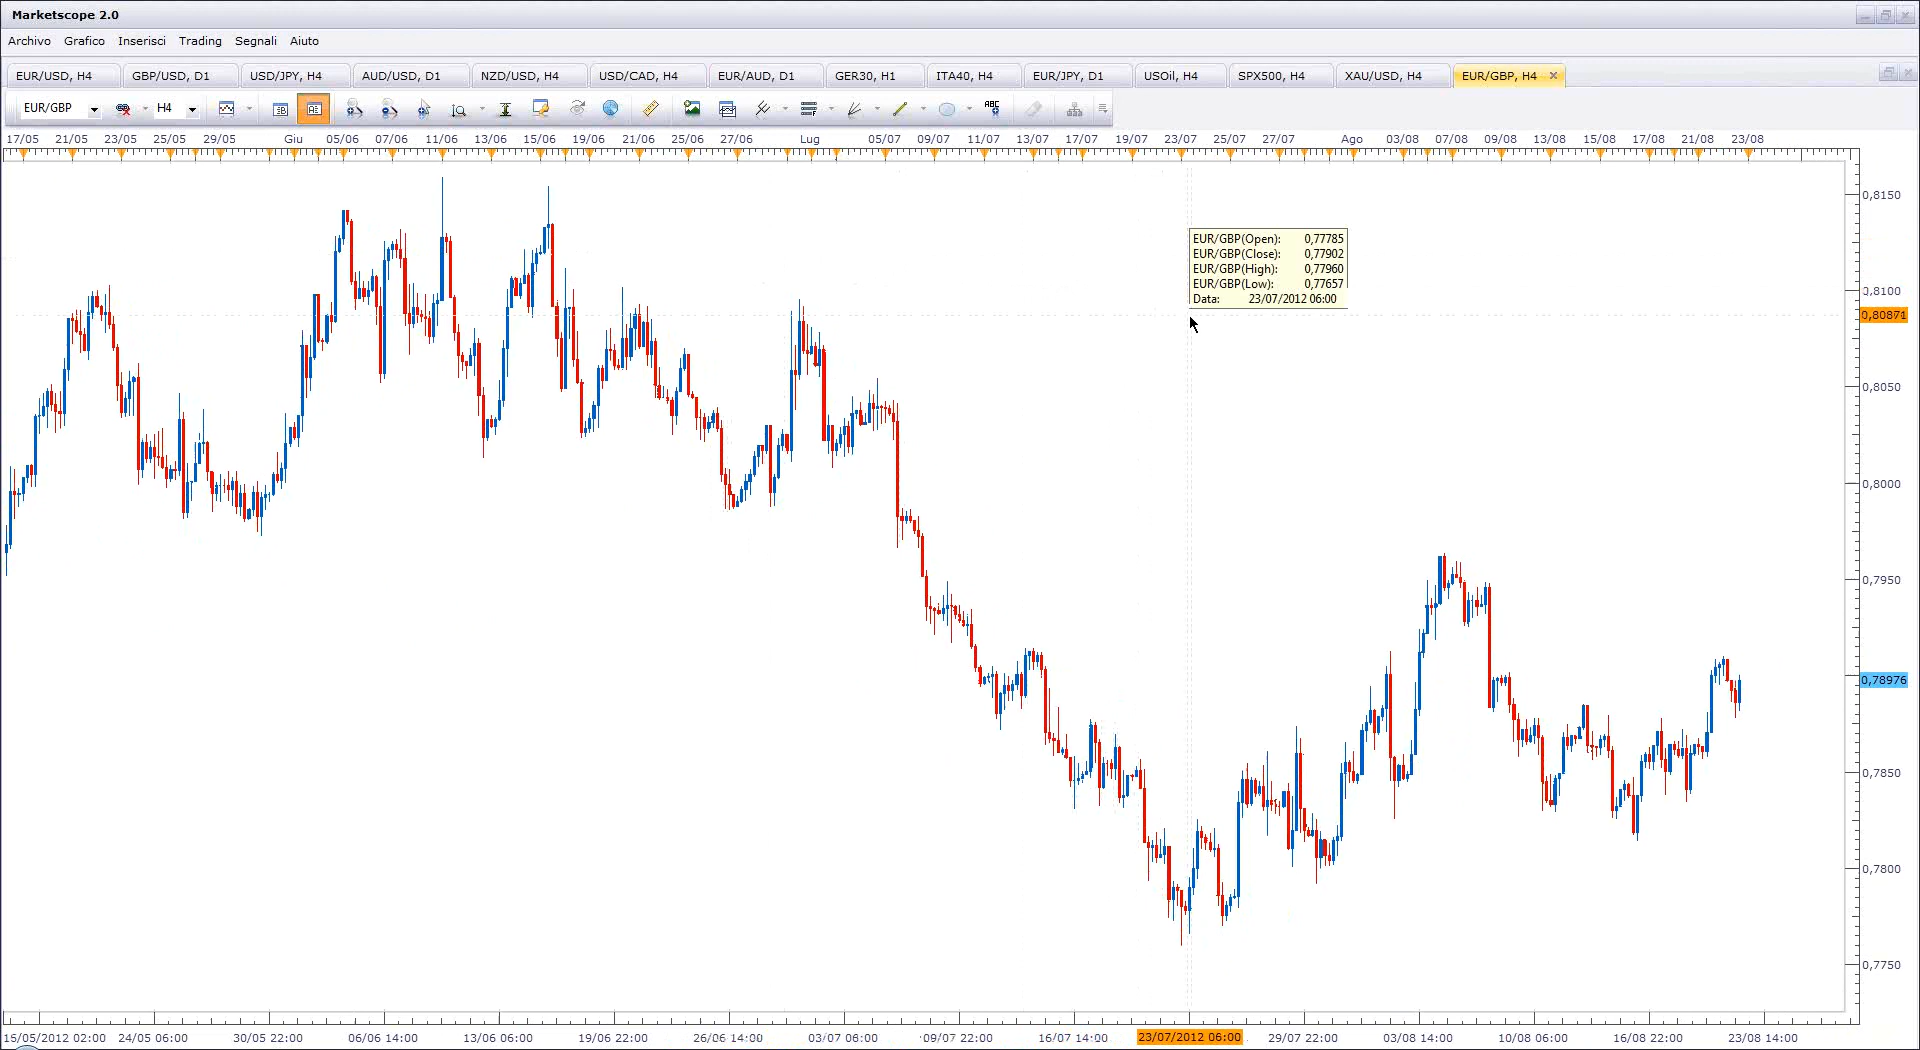 Marketscope 2.0
Archivo Grafico Inserisci Trading Segnali Aiuto
EUR/USD, H4 GBP/USD, D1 USD/JPY, H4 AUD/USD, D1 NZD/USD, H4 USD/CAD, H4 EUR/AUD, D1 GER30, H1 ITA40, H4 EUR/JPY, D1 USOil, H4 SPX500, H4 XAU/USD, H4 EUR/GBP, H4
EUR/GBP H4 ABC
17/05 21/05 23/05 25/05 29/05 Giu 05/06 07/06 11/06 13/06 15/06 19/06 21/06 25/06 27/06 Lug 05/07 09/07 11/07 13/07 17/07 19/07 23/07 25/07 27/07 Ago 03/08 07/08 09/08 13/08 15/08 17/08 21/08 23/08
0,8150
EUR/GBP(Open): 0,77785
EUR/GBP(Close): 0,77902
EUR/GBP(High): 0,77960
EUR/GBP(Low): 0,77657
Data: 23/07/2012 06:00
0,8100
0,80871
0,8050
0,8000
0,7950
0,78976
0,7850
0,7800
0,7750
15/05/2012 02:00 24/05 06:00 30/05 22:00 06/06 14:00 13/06 06:00 19/06 22:00 26/06 14:00 03/07 06:00 09/07 22:00 16/07 14:00 23/07/2012 06:00 29/07 22:00 03/08 14:00 10/08 06:00 16/08 22:00 23/08 14:00